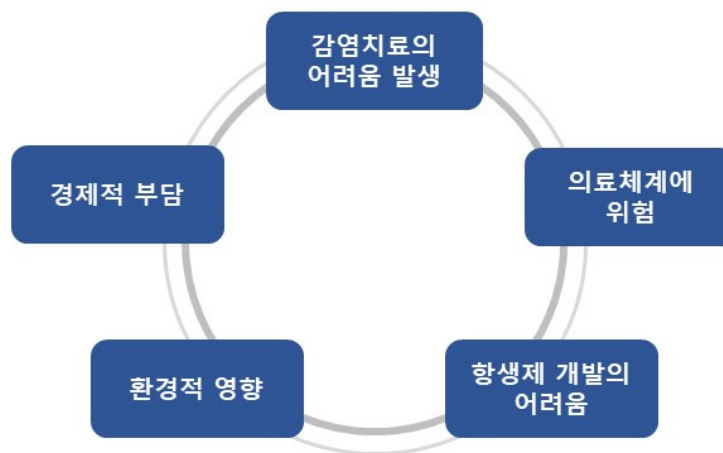 감염치료의
어려움 발생
경제적 부담
의료체계에
위험
환경적 영향
항생제 개발의
어려움